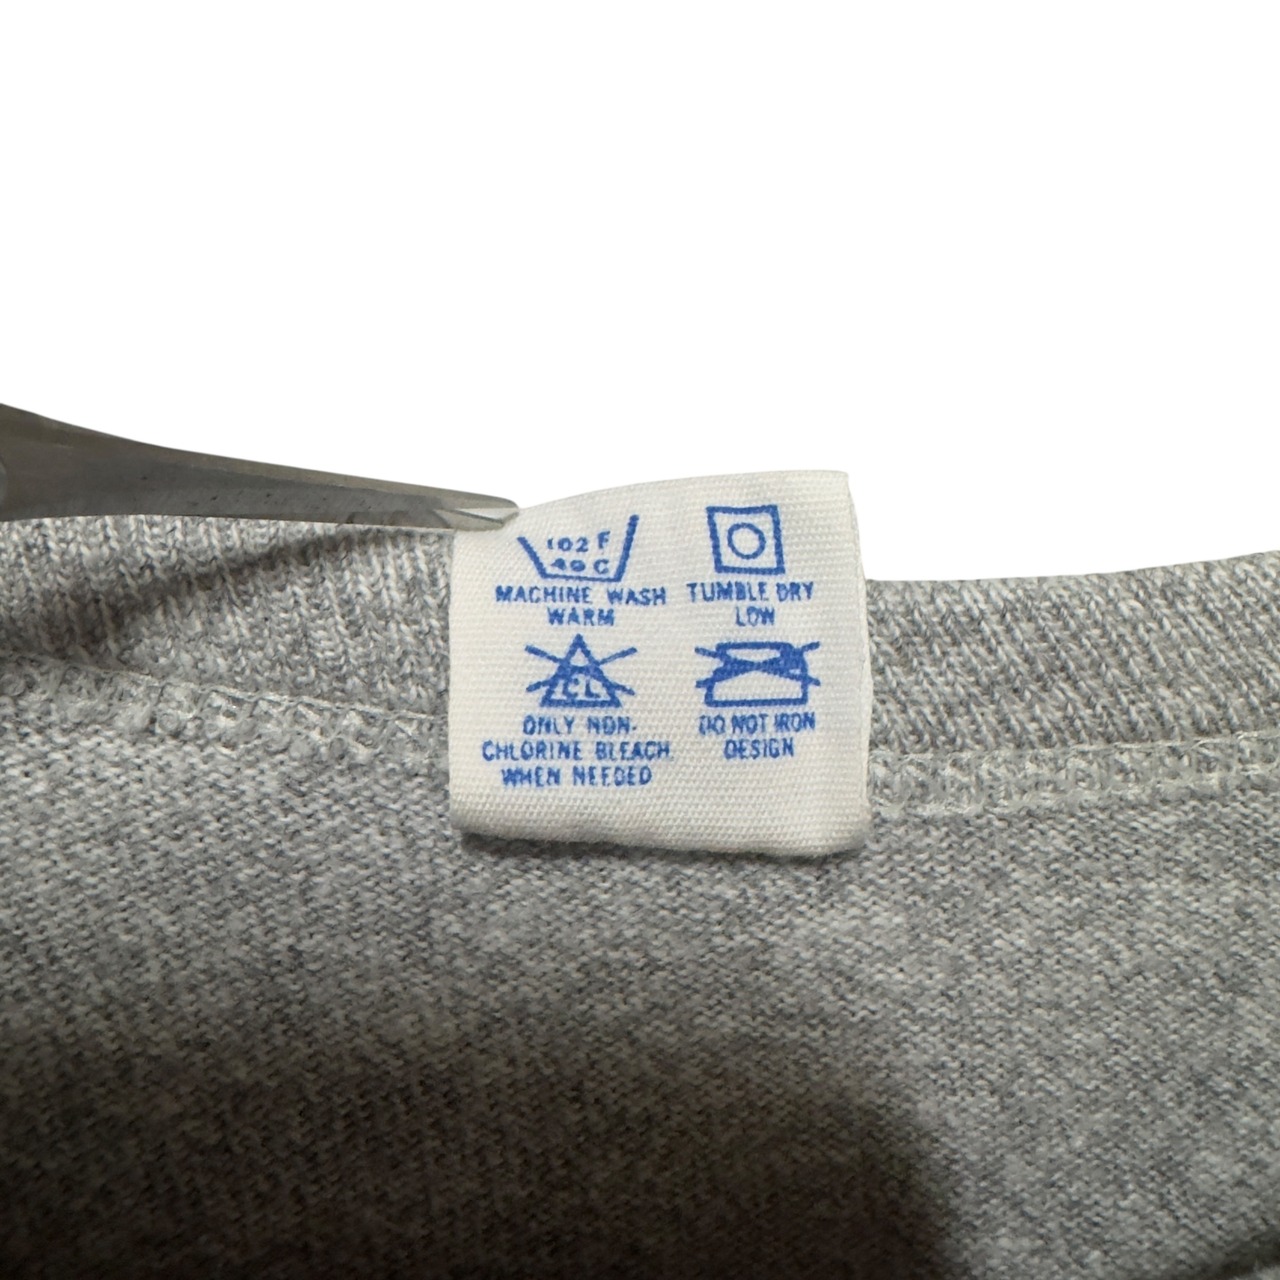 102 F
40 C
MACHINE WASH
WARM
TUMBLE DRY
LOW
CL
ONLY NON-
CHLORINE BLEACH
WHEN NEEDED
DO NOT IRON
DESIGN